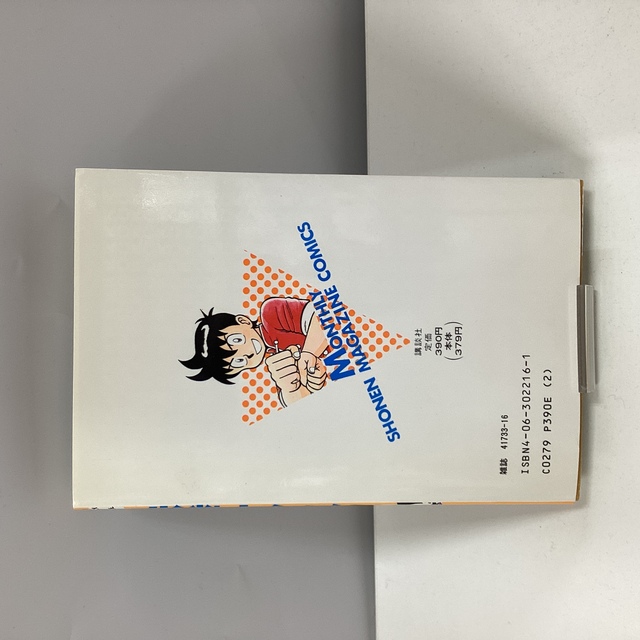 MONTHLY
SHONEN MAGAZINE COMICS
講談社
定価
390円
(本体
379円)
雑誌 41733-16
ISBN4-06-302216-1
C0279 P390E (2)